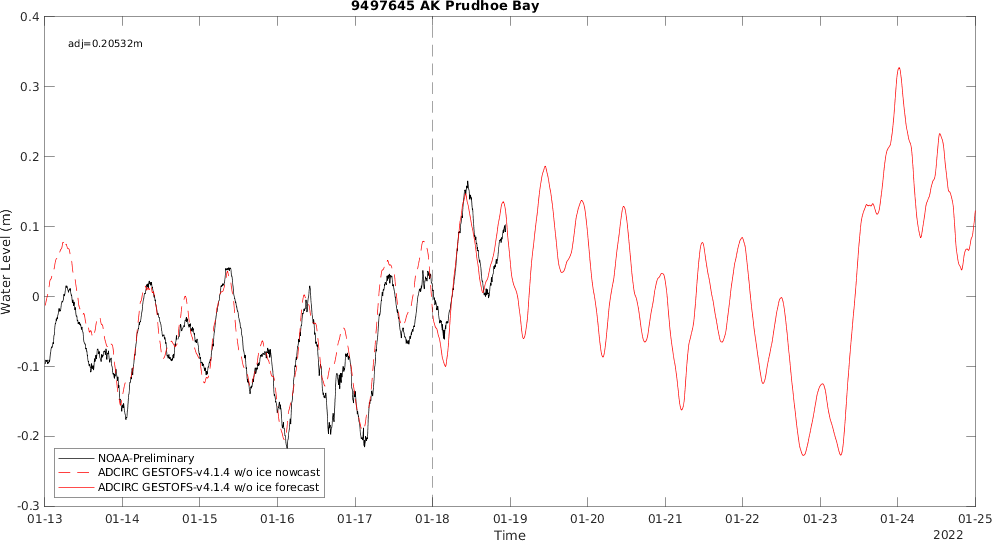 9497645 AK Prudhoe Bay
adj=0.20532m
Water Level (m)
0.4
0.3
0.2
0.1
0
-0.1
-0.2
-0.3
NOAA-Preliminary
ADCIRC GESTOFS-v4.1.4 w/o ice nowcast
ADCIRC GESTOFS-v4.1.4 w/o ice forecast
01-13 01-14 01-15 01-16 01-17 01-18 01-19 01-20 01-21 01-22 01-23 01-24 01-25
Time
2022